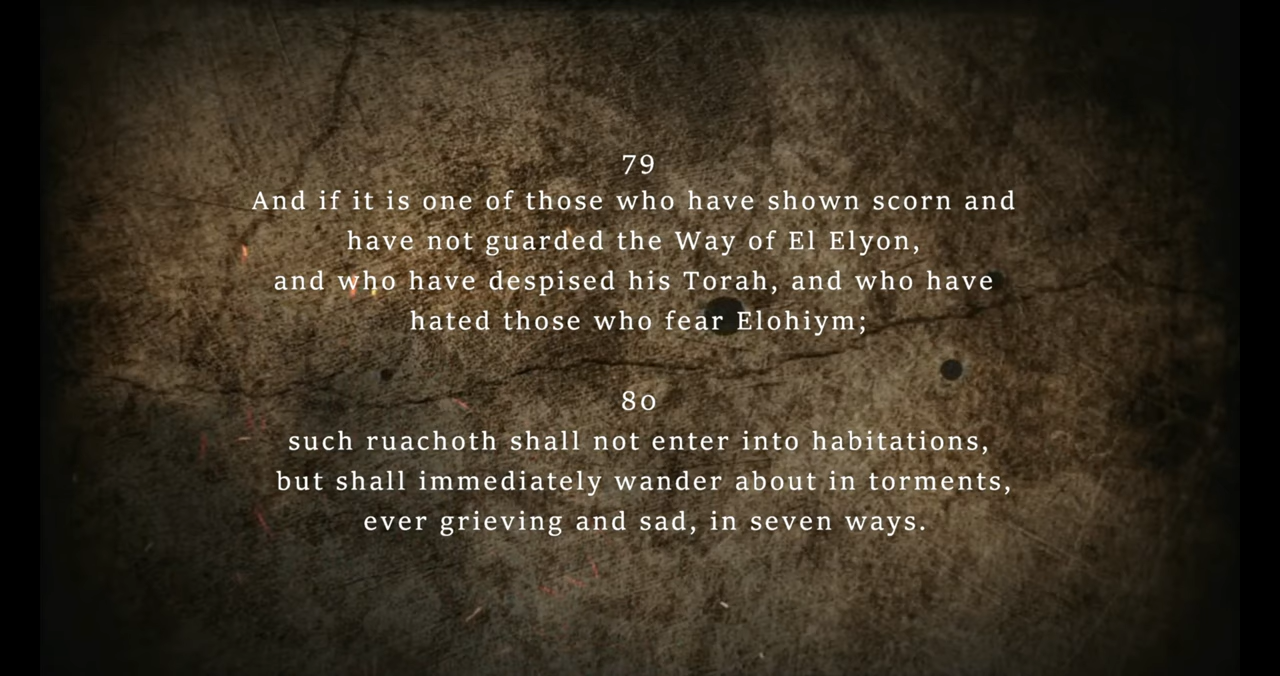 79
And if it is one of those who have shown scorn and
have not guarded the Way of El Elyon,
and who have despised his Torah, and who have
hated those who fear Elohiym;
80
such ruachoth shall not enter into habitations,
but shall immediately wander about in torments,
ever grieving and sad, in seven ways.